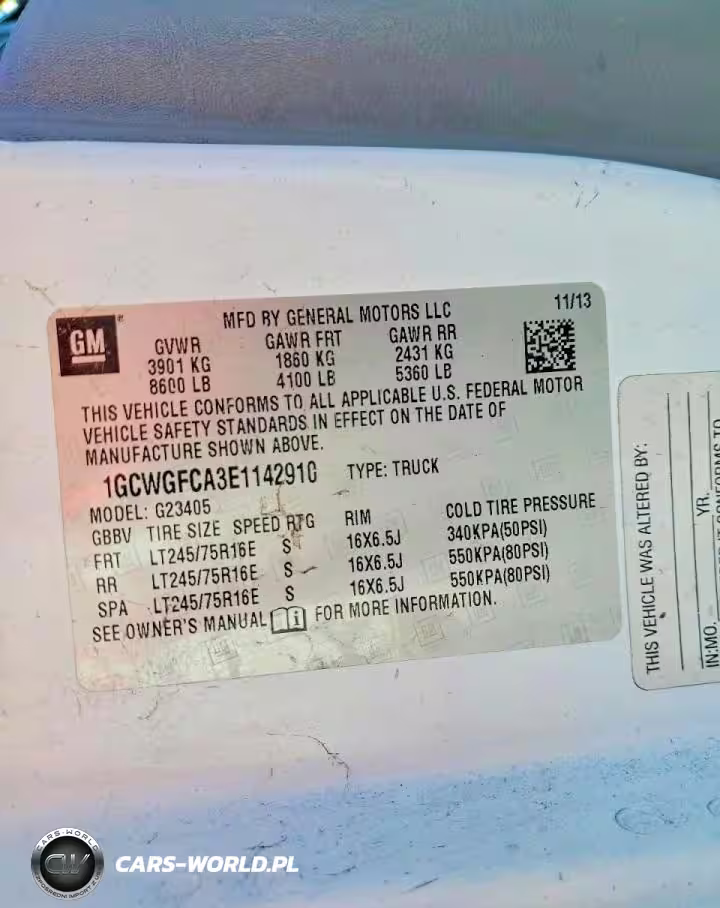 GM
MFD BY GENERAL MOTORS LLC
11/13
GVWR GAWR FRT GAWR RR
3901 KG 1860 KG 2431 KG
8600 LB 4100 LB 5360 LB
THIS VEHICLE CONFORMS TO ALL APPLICABLE U.S. FEDERAL MOTOR
VEHICLE SAFETY STANDARDS IN EFFECT ON THE DATE OF
MANUFACTURE SHOWN ABOVE.
1GCWGFCA3E1142910 TYPE: TRUCK
MODEL: G23405
GBBV TIRE SIZE SPEED RTG RIM COLD TIRE PRESSURE
FRT LT245/75R16E S 16X6.5J 340KPA(50PSI)
RR LT245/75R16E S 16X6.5J 550KPA(80PSI)
SPA LT245/75R16E S 16X6.5J 550KPA(80PSI)
SEE OWNER'S MANUAL FOR MORE INFORMATION.
THIS VEHICLE WAS ALTERED BY:
IN:MO. YR.
CARS-WORLD
CW
CARS-WORLD.PL